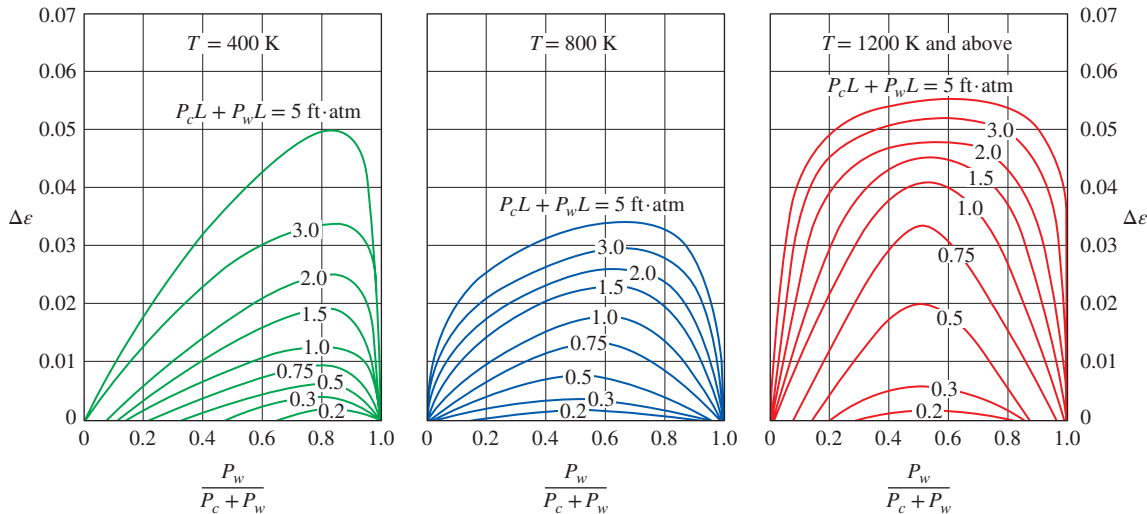 0.07
0.06
0.05
0.04
Δε
0.03
0.02
0.01
0
T = 400 K
P_cL + P_wL = 5 ft·atm
3.0
2.0
1.5
1.0
0.75
0.5
0.3
0.2
0 0.2 0.4 0.6 0.8 1.0
P_w
P_c + P_w
T = 800 K
P_cL + P_wL = 5 ft·atm
3.0
2.0
1.5
1.0
0.75
0.5
0.3
0.2
0 0.2 0.4 0.6 0.8 1.0
P_w
P_c + P_w
T = 1200 K and above
P_cL + P_wL = 5 ft·atm
3.0
2.0
1.5
1.0
0.75
0.5
0.3
0.2
0 0.2 0.4 0.6 0.8 1.0
P_w
P_c + P_w
0.07
0.06
0.05
0.04
Δε
0.03
0.02
0.01
0